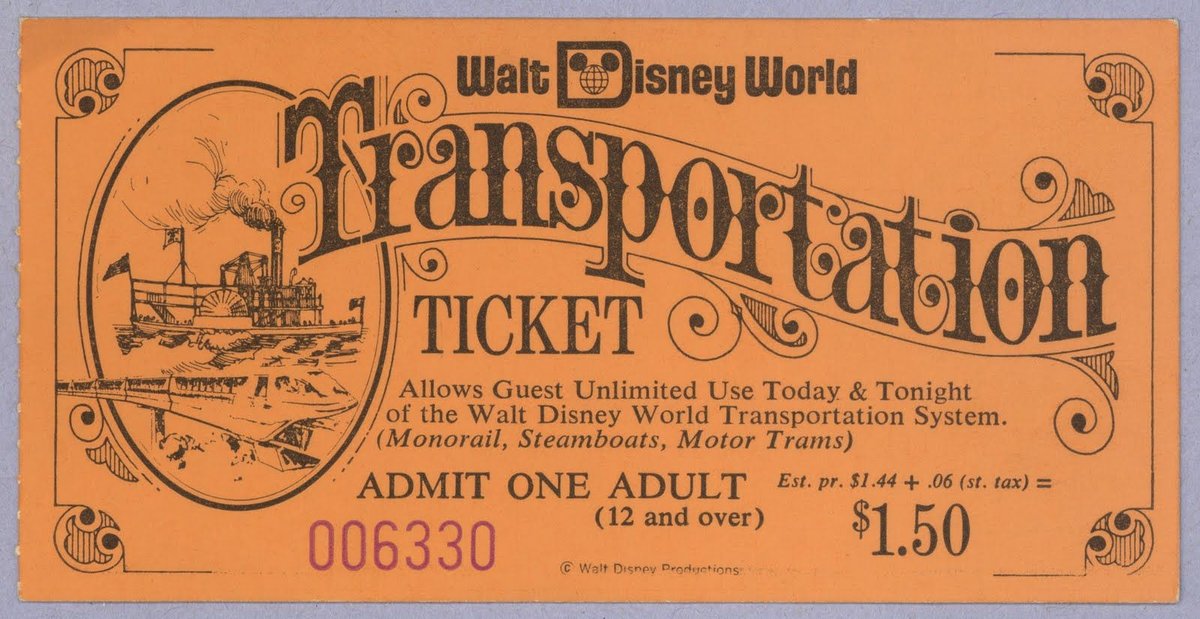 Walt Disney World
Transportation
TICKET
Allows Guest Unlimited Use Today & Tonight
of the Walt Disney World Transportation System.
(Monorail, Steamboats, Motor Trams)
ADMIT ONE ADULT
Est. pr. $1.44 + .06 (st. tax) =
(12 and over)
$1.50
006330
© Walt Disney Productions